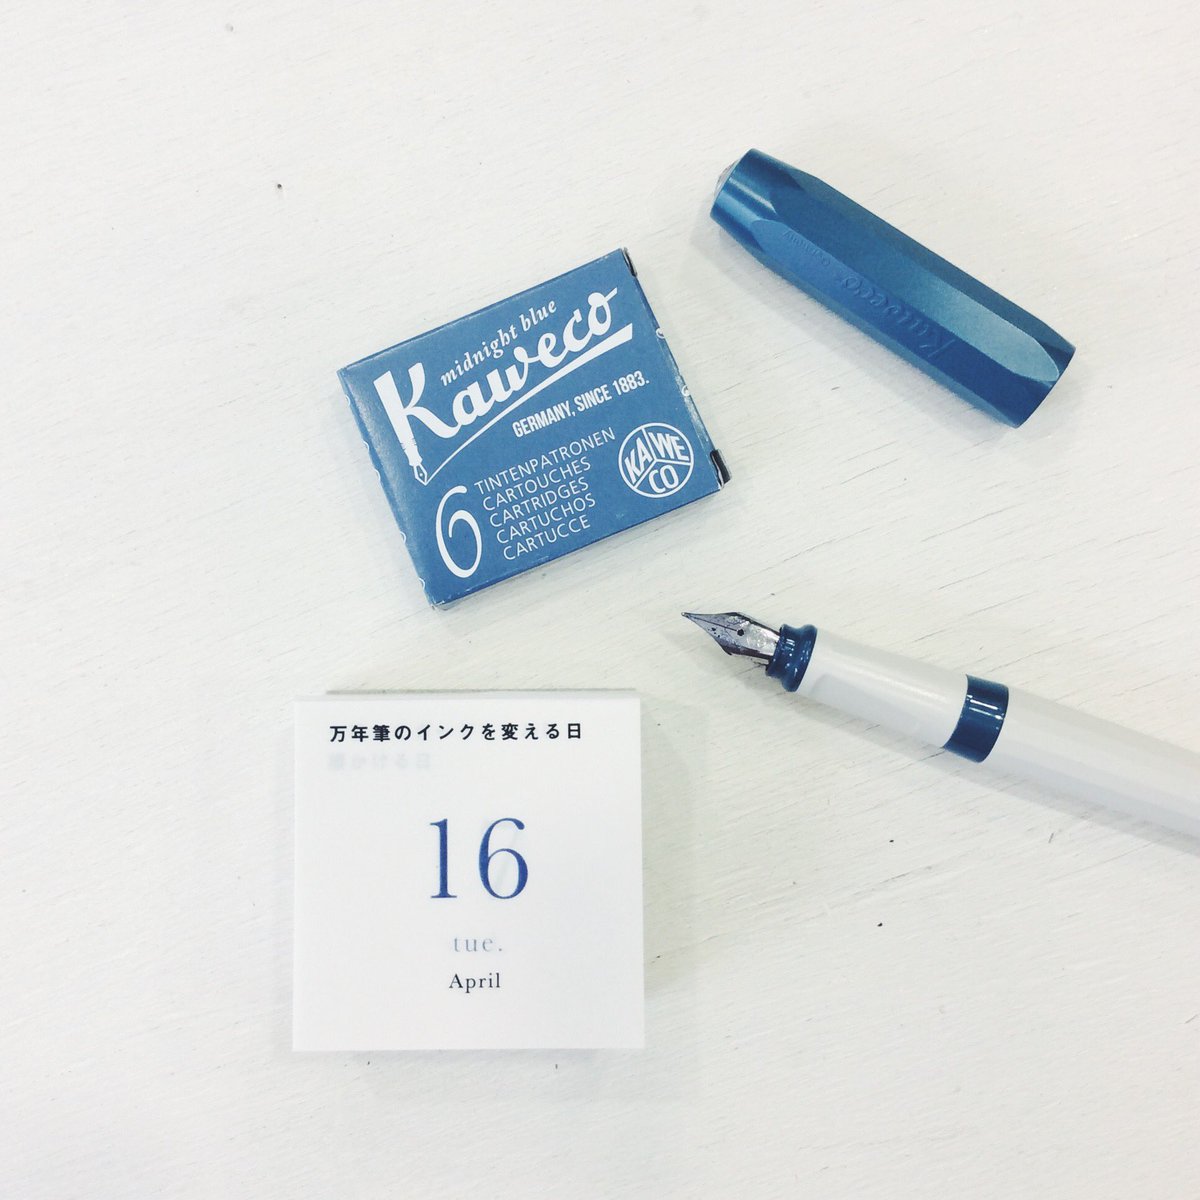 midnight blue
Kaweco
GERMANY, SINCE 1883.
6
TINTENPATRONEN
CARTOUCHES
CARTRIDGES
CARTUCHOS
CARTUCCE
KA WE CO
Kaweco
万年筆のインクを変える日
16
tue.
April